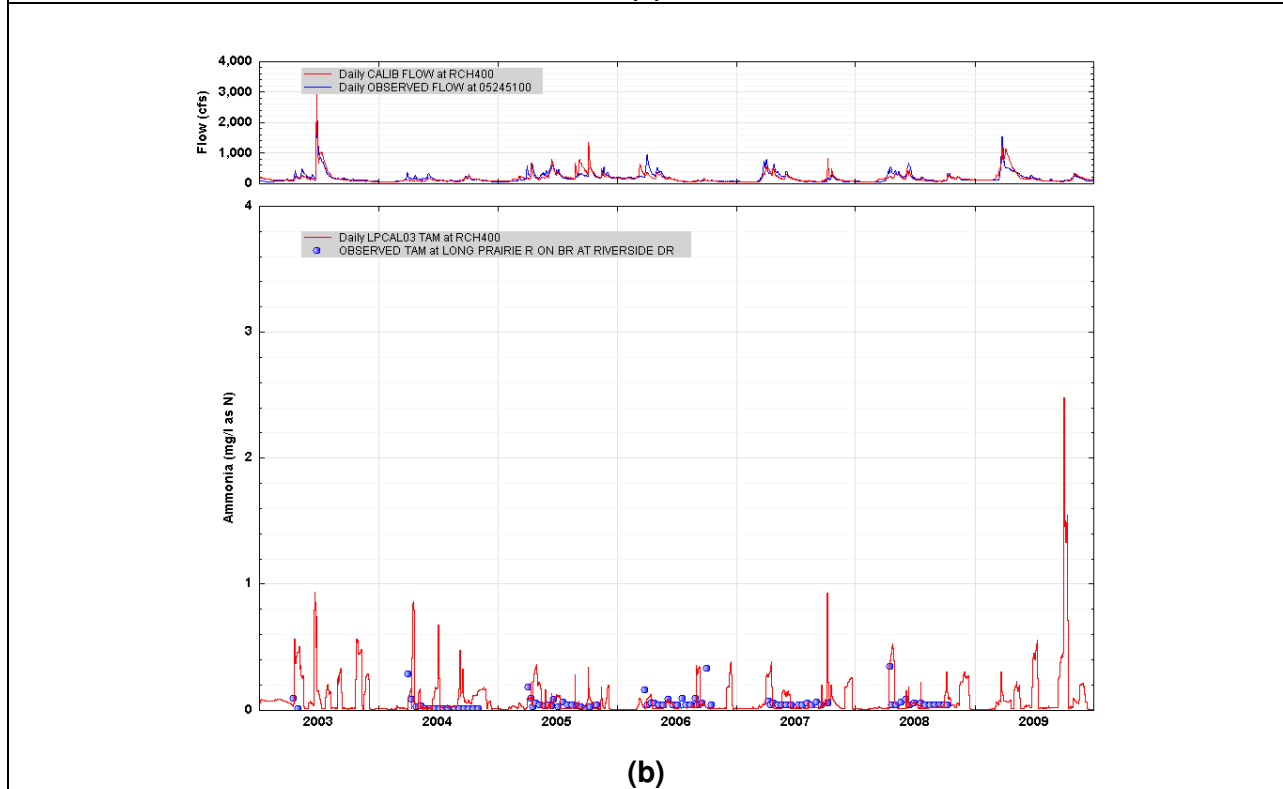 4,000
3,000
2,000
1,000
0
Flow (cfs)
Daily CALIB FLOW at RCH400
Daily OBSERVED FLOW at 05245100
4
3
2
1
0
Ammonia (mg/l as N)
Daily LPCAL03 TAM at RCH400
OBSERVED TAM at LONG PRAIRIE R ON BR AT RIVERSIDE DR
2003 2004 2005 2006 2007 2008 2009
(b)